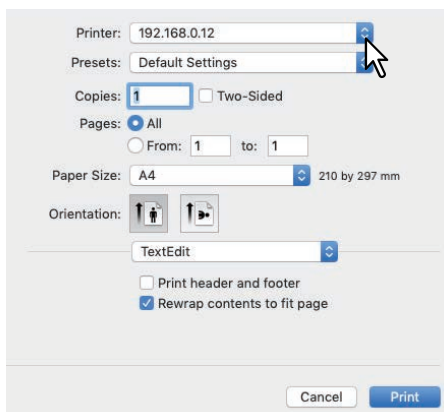 Printer: 192.168.0.12
Presets: Default Settings
Copies: 1 Two-Sided
Pages: All
From: 1 to: 1
Paper Size: A4 210 by 297 mm
Orientation:
TextEdit
Print header and footer
Rewrap contents to fit page
Cancel Print